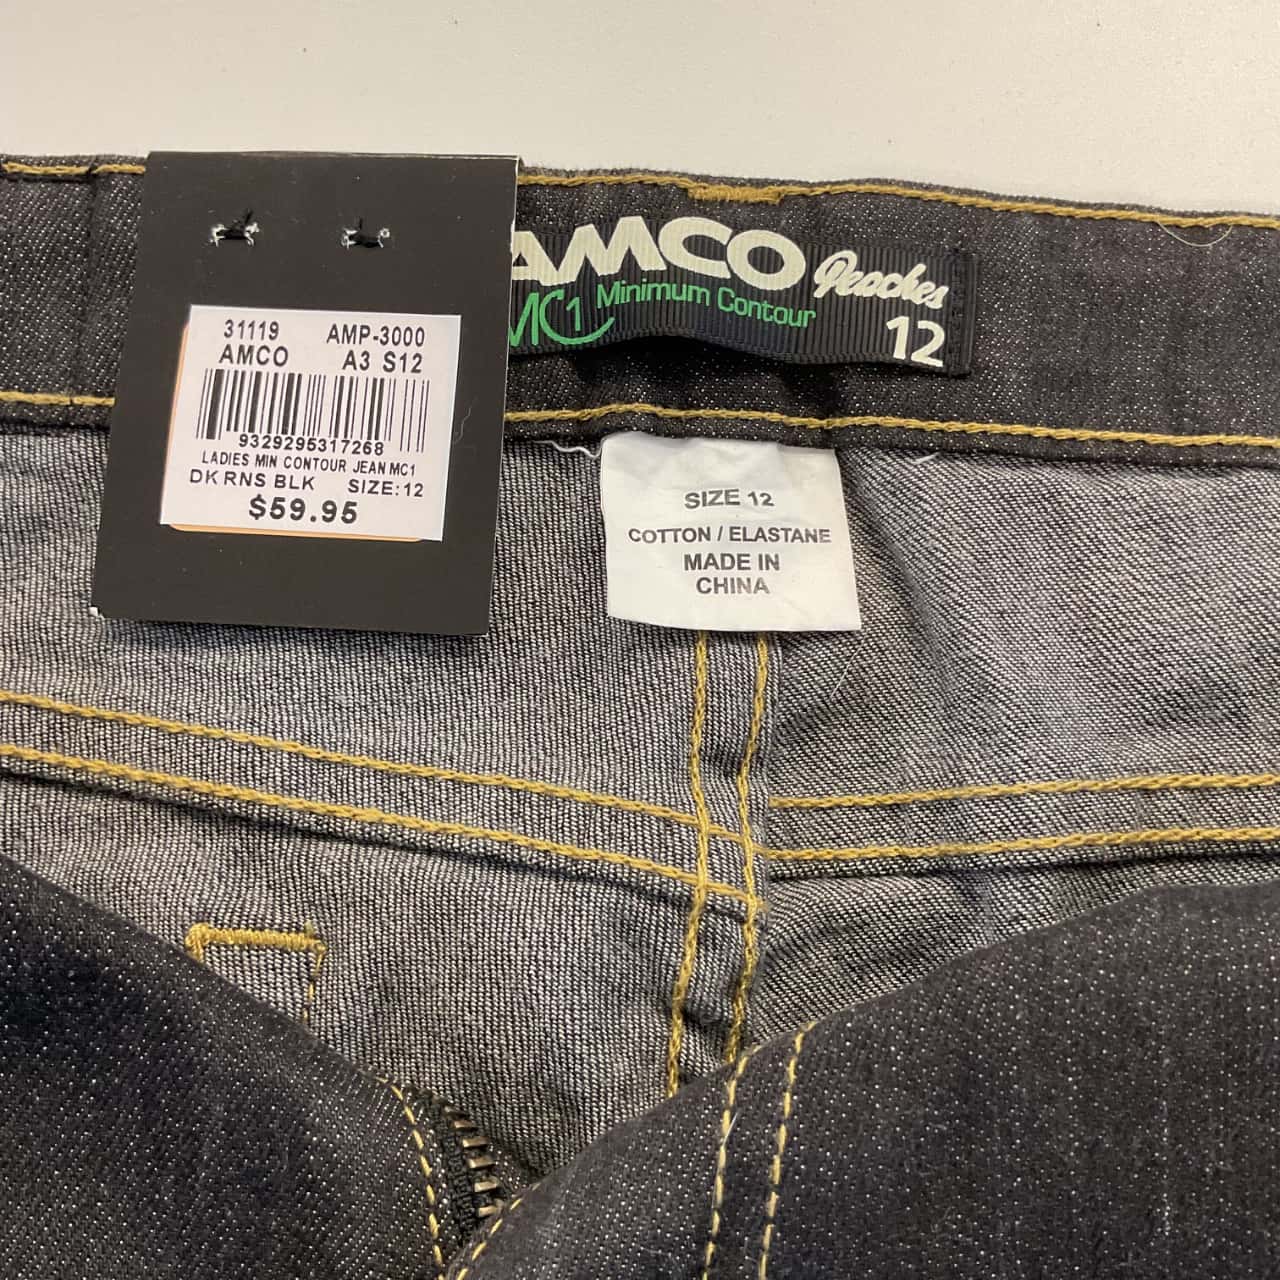 31119 AMP-3000
AMCO A3 S12
9329295317268
LADIES MIN CONTOUR JEAN MC1
DK RNS BLK SIZE:12
$59.95
AMCO Peaches
MC1 Minimum Contour
12
SIZE 12
COTTON / ELASTANE
MADE IN
CHINA